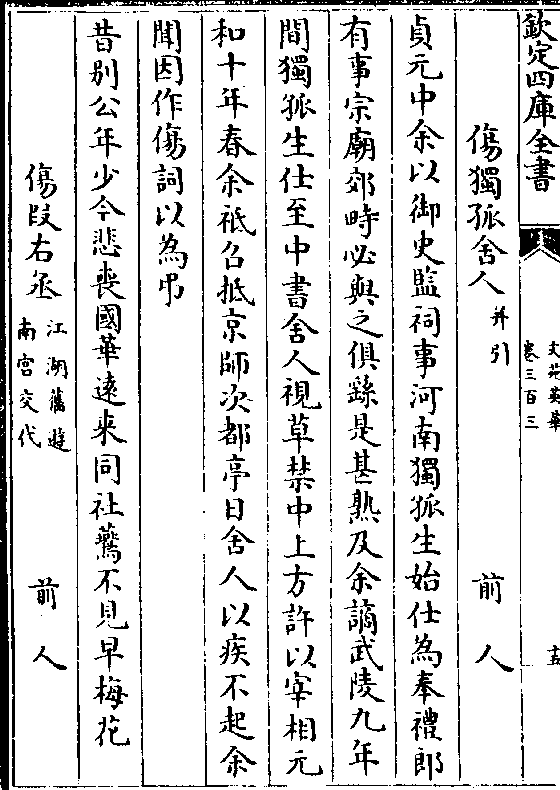 欽定四庫全書
文苑英華
卷三百三
十五
傷獨孤舍人 并引 前人
貞元中余以御史監祠事河南獨孤生始仕為奉禮郎
有事宗廟郊時必與之俱繇是甚熟及余謫武陵九年
間獨孤生仕至中書舍人視草禁中上方許以宰相元
和十年春余祗召抵京師次都亭日舍人以疾不起余
聞因作傷詞以為弔
昔别公年少今悲喪國華遠来同社鷰不見早梅花
傷段右丞 江湖舊遊南宫交代 前人